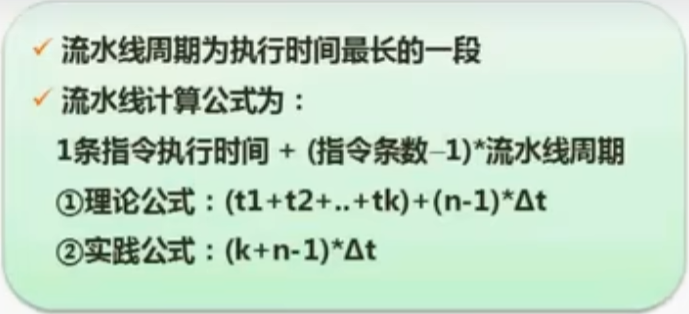 ✓ 流水线周期为执行时间最长的一段
✓ 流水线计算公式为：
1条指令执行时间 + (指令条数–1)*流水线周期
①理论公式：(t1+t2+..+tk)+(n-1)*Δt
②实践公式：(k+n-1)*Δt